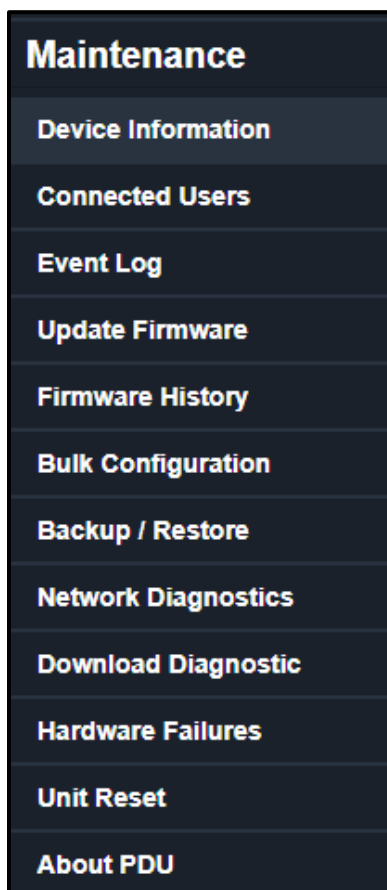 Maintenance
Device Information
Connected Users
Event Log
Update Firmware
Firmware History
Bulk Configuration
Backup / Restore
Network Diagnostics
Download Diagnostic
Hardware Failures
Unit Reset
About PDU